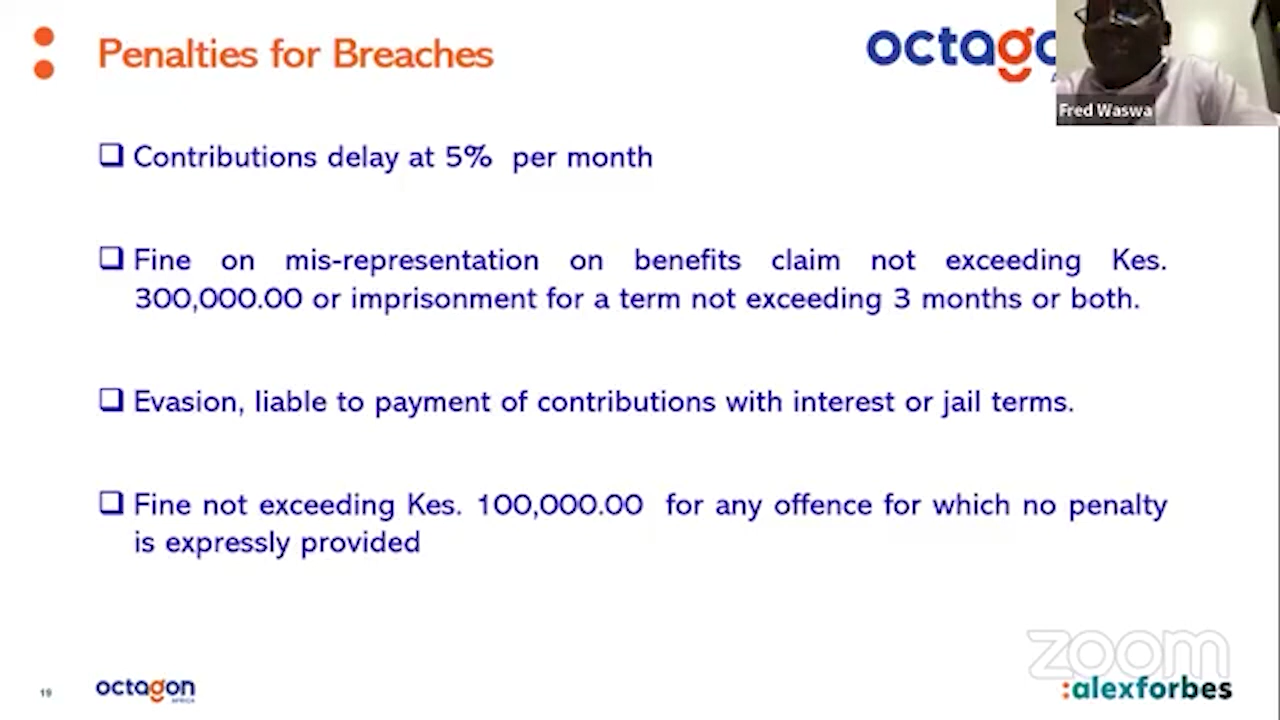 Penalties for Breaches
octago
Fred Waswa
Contributions delay at 5% per month
Fine on mis-representation on benefits claim not exceeding Kes.
300,000.00 or imprisonment for a term not exceeding 3 months or both.
Evasion, liable to payment of contributions with interest or jail terms.
Fine not exceeding Kes. 100,000.00 for any offence for which no penalty
is expressly provided
zoom
19
octagon
AFRICA
:alexforbes